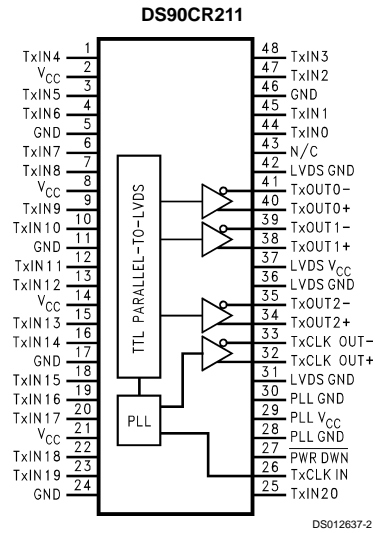 DS90CR211
TxIN4 1
VCC 2
TxIN5 3
TxIN6 4
GND 5
TxIN7 6
TxIN8 7
VCC 8
TxIN9 9
TxIN10 10
GND 11
TxIN11 12
TxIN12 13
VCC 14
TxIN13 15
TxIN14 16
GND 17
TxIN15 18
TxIN16 19
TxIN17 20
VCC 21
TxIN18 22
TxIN19 23
GND 24
TTL PARALLEL-TO-LVDS
PLL
48 TxIN3
47 TxIN2
46 GND
45 TxIN1
44 TxIN0
43 N/C
42 LVDS GND
41 TxOUT0-
40 TxOUT0+
39 TxOUT1-
38 TxOUT1+
37 LVDS VCC
36 LVDS GND
35 TxOUT2-
34 TxOUT2+
33 TxCLK OUT-
32 TxCLK OUT+
31 LVDS GND
30 PLL GND
29 PLL VCC
28 PLL GND
27 PWR DWN
26 TxCLK IN
25 TxIN20
DS012637-2